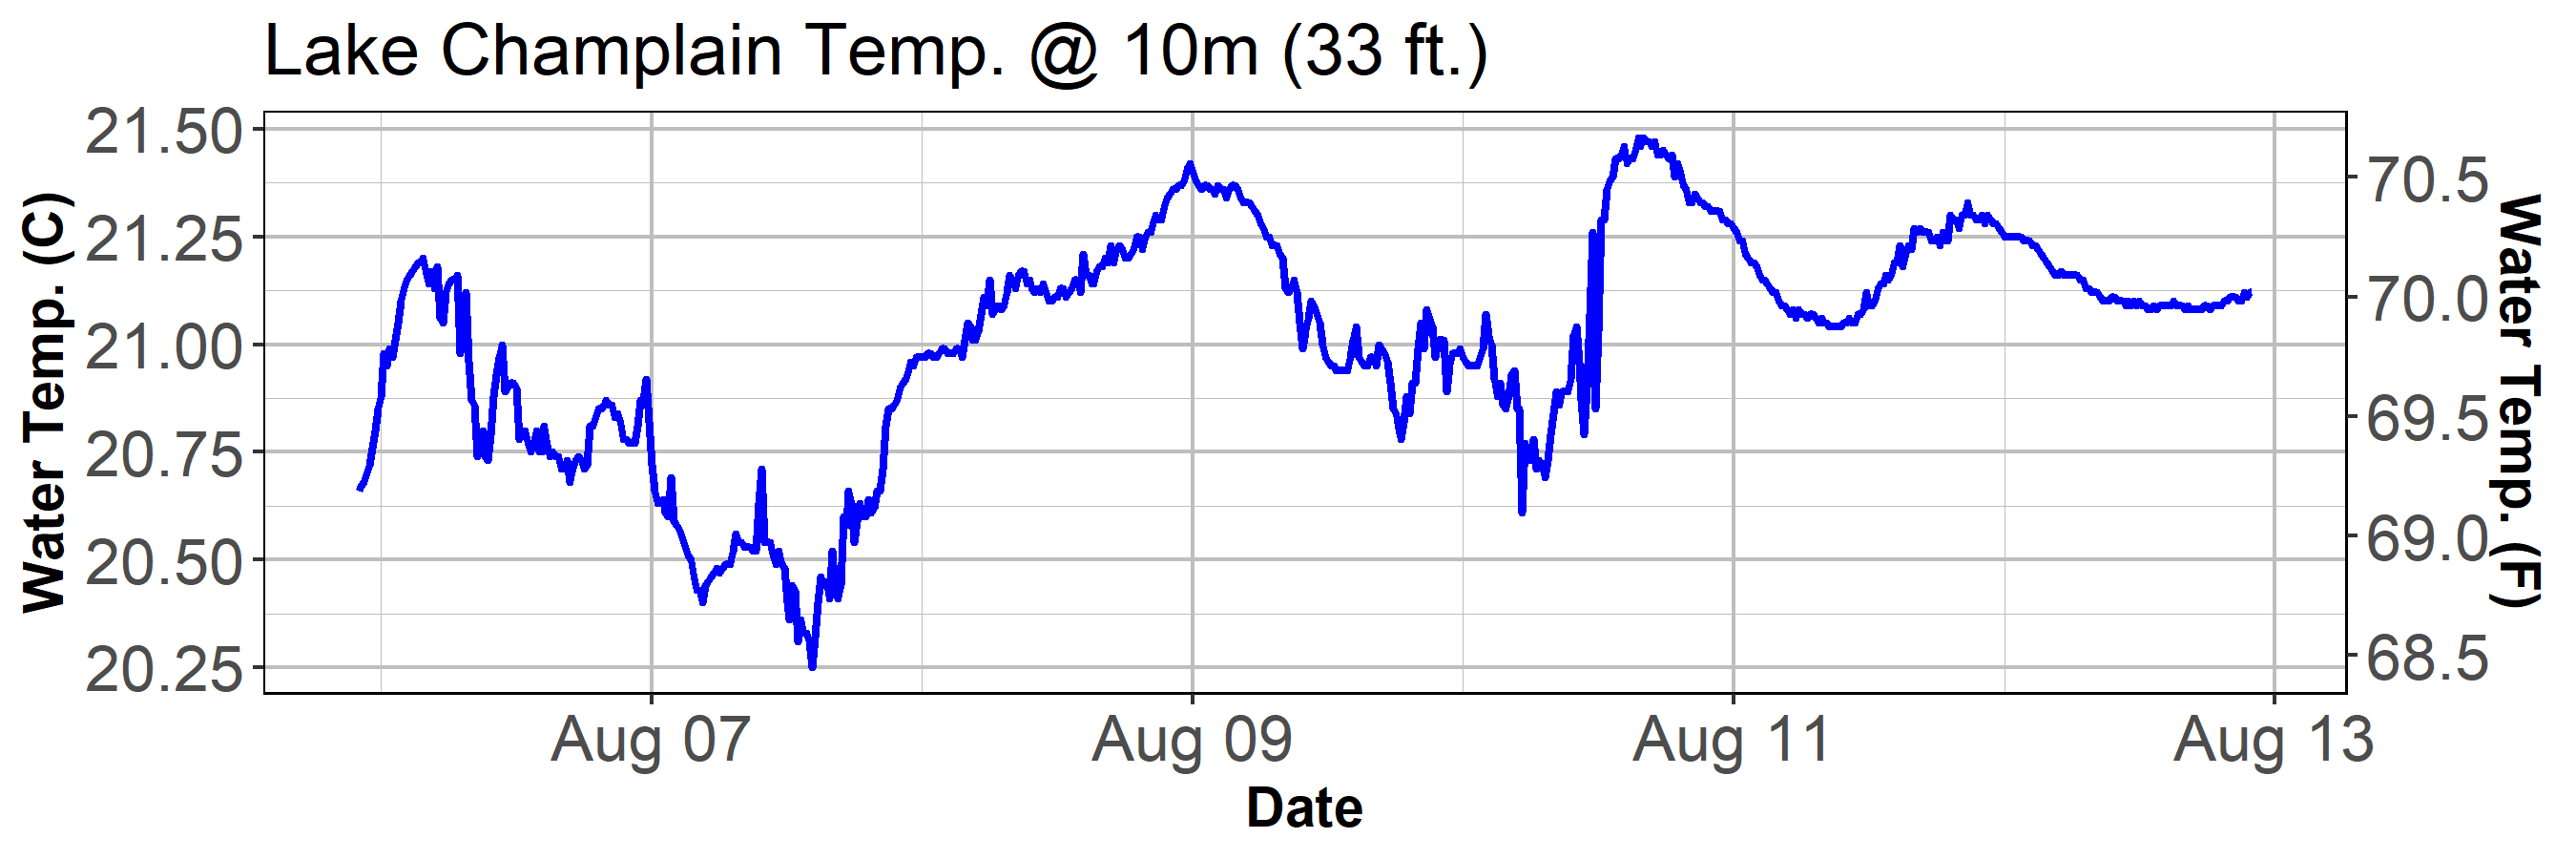 Lake Champlain Temp. @ 10m (33 ft.)
Water Temp. (C)
21.50
21.25
21.00
20.75
20.50
20.25
70.5
70.0
69.5
69.0
68.5
Water Temp. (F)
Aug 07 Aug 09 Aug 11 Aug 13
Date